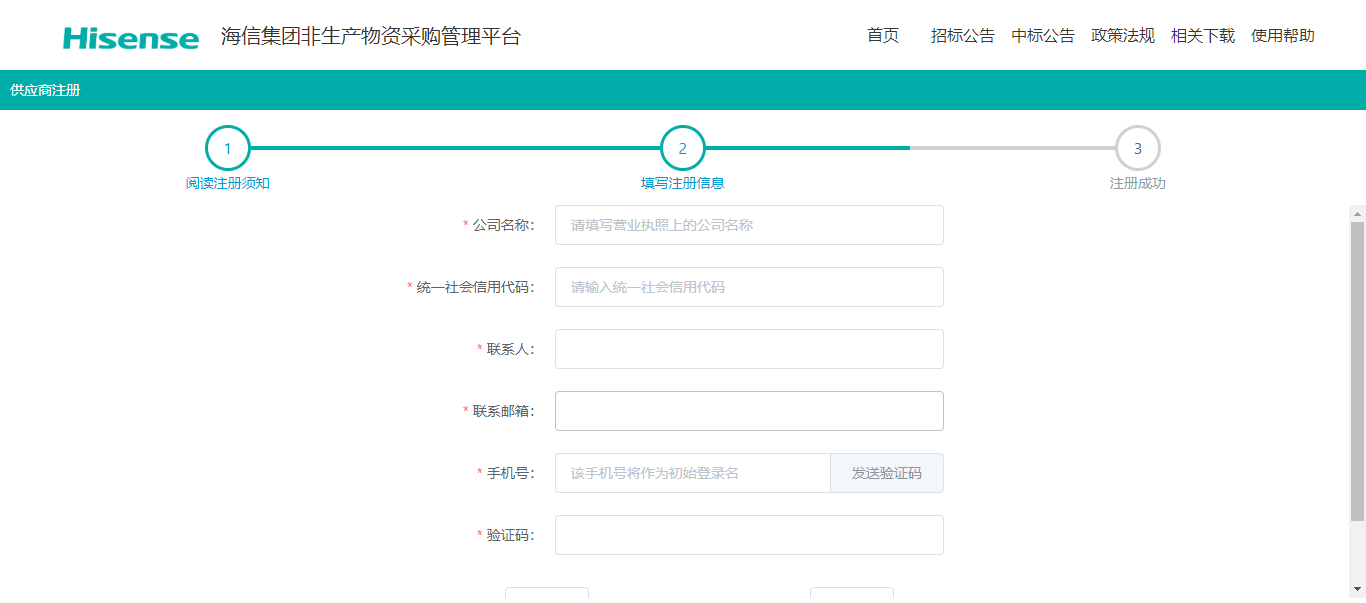 Hisense 海信集团非生产物资采购管理平台 首页 招标公告 中标公告 政策法规 相关下载 使用帮助
供应商注册
1 2 3
阅读注册须知 填写注册信息 注册成功
* 公司名称： 请填写营业执照上的公司名称
* 统一社会信用代码： 请输入统一社会信用代码
* 联系人：
* 联系邮箱：
* 手机号： 该手机号将作为初始登录名 发送验证码
* 验证码：